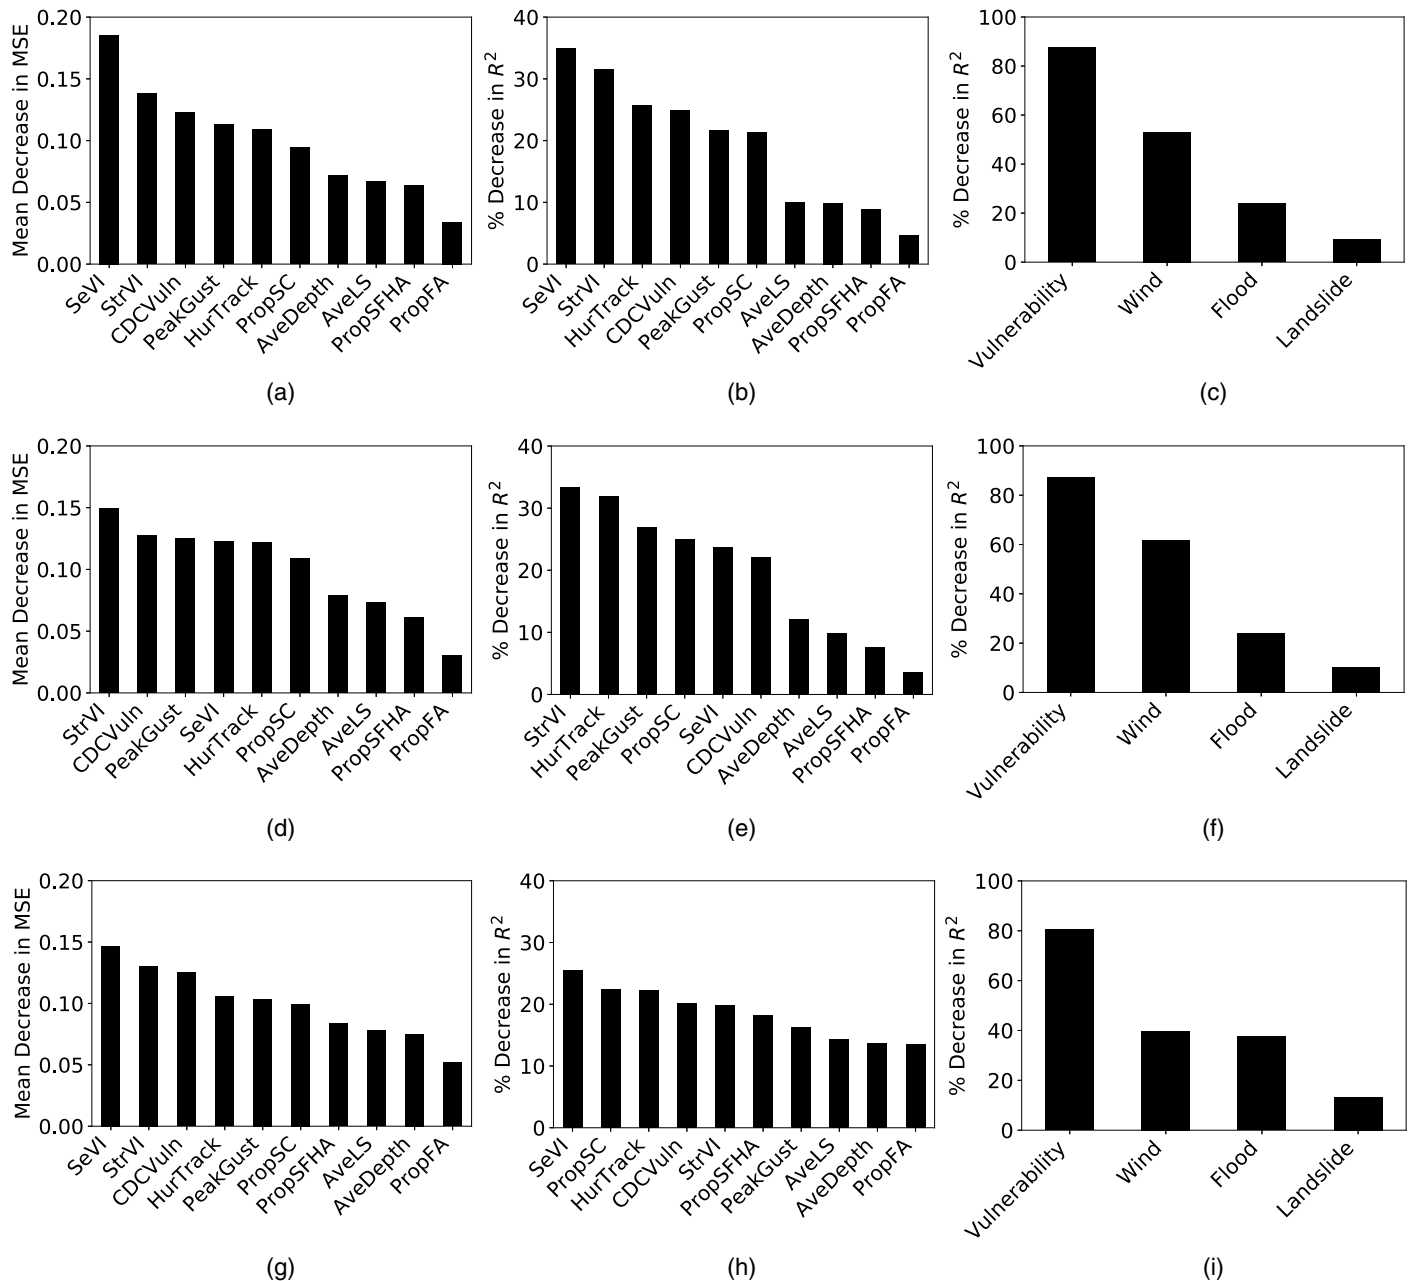 Mean Decrease in MSE
0.20
0.15
0.10
0.05
0.00
SeVI
StrVI
CDCVuln
PeakGust
HurTrack
PropSC
AveDepth
AveLS
PropSFHA
PropFA
(a)
% Decrease in R²
40
30
20
10
0
SeVI
StrVI
HurTrack
CDCVuln
PeakGust
PropSC
AveLS
AveDepth
PropSFHA
PropFA
(b)
% Decrease in R²
100
80
60
40
20
0
Vulnerability
Wind
Flood
Landslide
(c)
Mean Decrease in MSE
0.20
0.15
0.10
0.05
0.00
StrVI
CDCVuln
PeakGust
SeVI
HurTrack
PropSC
AveDepth
AveLS
PropSFHA
PropFA
(d)
% Decrease in R²
40
30
20
10
0
StrVI
HurTrack
PeakGust
PropSC
SeVI
CDCVuln
AveDepth
AveLS
PropSFHA
PropFA
(e)
% Decrease in R²
100
80
60
40
20
0
Vulnerability
Wind
Flood
Landslide
(f)
Mean Decrease in MSE
0.20
0.15
0.10
0.05
0.00
SeVI
StrVI
CDCVuln
HurTrack
PeakGust
PropSC
PropSFHA
AveLS
AveDepth
PropFA
(g)
% Decrease in R²
40
30
20
10
0
SeVI
PropSC
HurTrack
CDCVuln
StrVI
PropSFHA
PeakGust
AveLS
AveDepth
PropFA
(h)
% Decrease in R²
100
80
60
40
20
0
Vulnerability
Wind
Flood
Landslide
(i)